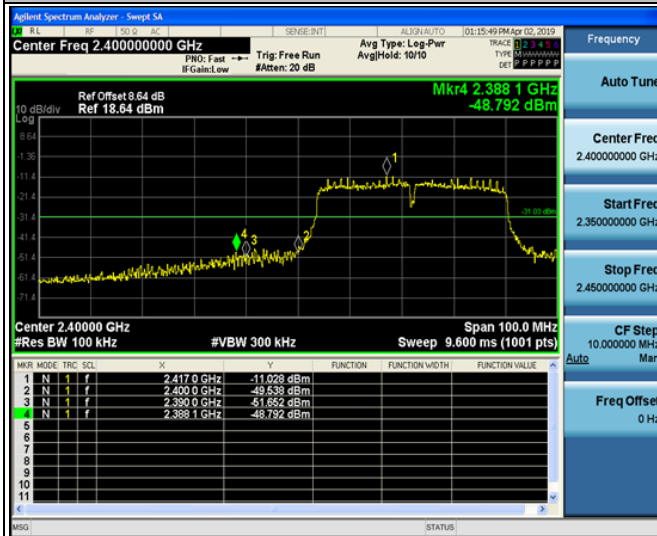 Agilent Spectrum Analyzer - Swept SA
RL RF 50 Ω AC SENSE:INT ALIGN AUTO 01:15:49 PM Apr 02, 2019
Center Freq 2.400000000 GHz
PNO: Fast
IFGain:Low
Trig: Free Run
#Atten: 20 dB
Avg Type: Log-Pwr
Avg|Hold: 10/10
TRACE 1 2 3 4 5 6
TYPE M
DET P P P P P P
Ref Offset 8.64 dB
Ref 18.64 dBm
10 dB/div
Log
Mkr4 2.388 1 GHz
-48.792 dBm
8.64
-1.36
-11.4
-21.4
-31.4
-41.4
-51.4
-61.4
-71.4
1
-31.03 dBm
4
3
2
Center 2.40000 GHz
Span 100.0 MHz
#Res BW 100 kHz
#VBW 300 kHz
Sweep 9.600 ms (1001 pts)
MKR MODE TRC SCL X Y FUNCTION FUNCTION WIDTH FUNCTION VALUE
1 N 1 f 2.417 0 GHz -11.028 dBm
2 N 1 f 2.400 0 GHz -49.538 dBm
3 N 1 f 2.390 0 GHz -51.652 dBm
4 N 1 f 2.388 1 GHz -48.792 dBm
5
6
7
8
9
10
11
MSG
STATUS
Frequency
Auto Tune
Center Freq
2.400000000 GHz
Start Freq
2.350000000 GHz
Stop Freq
2.450000000 GHz
CF Step
10.000000 MHz
Auto Man
Freq Offset
0 Hz